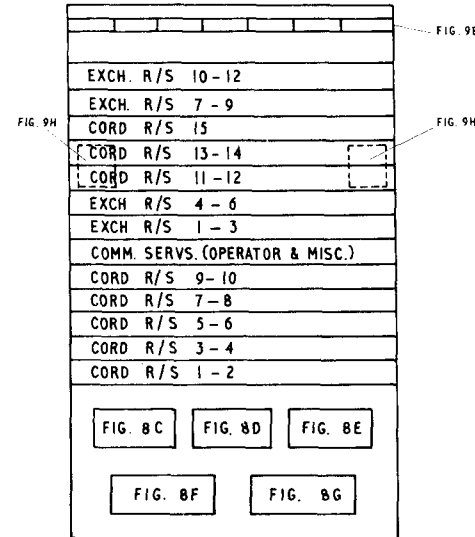 FIG. 9E
EXCH. R/S 10-12
EXCH. R/S 7-9
CORD R/S 15
FIG. 9H
FIG. 9H
CORD R/S 13-14
CORD R/S 11-12
EXCH R/S 4-6
EXCH R/S 1-3
COMM. SERVS. (OPERATOR & MISC.)
CORD R/S 9-10
CORD R/S 7-8
CORD R/S 5-6
CORD R/S 3-4
CORD R/S 1-2
FIG. 8C FIG. 8D FIG. 8E
FIG. 8F FIG. 8G